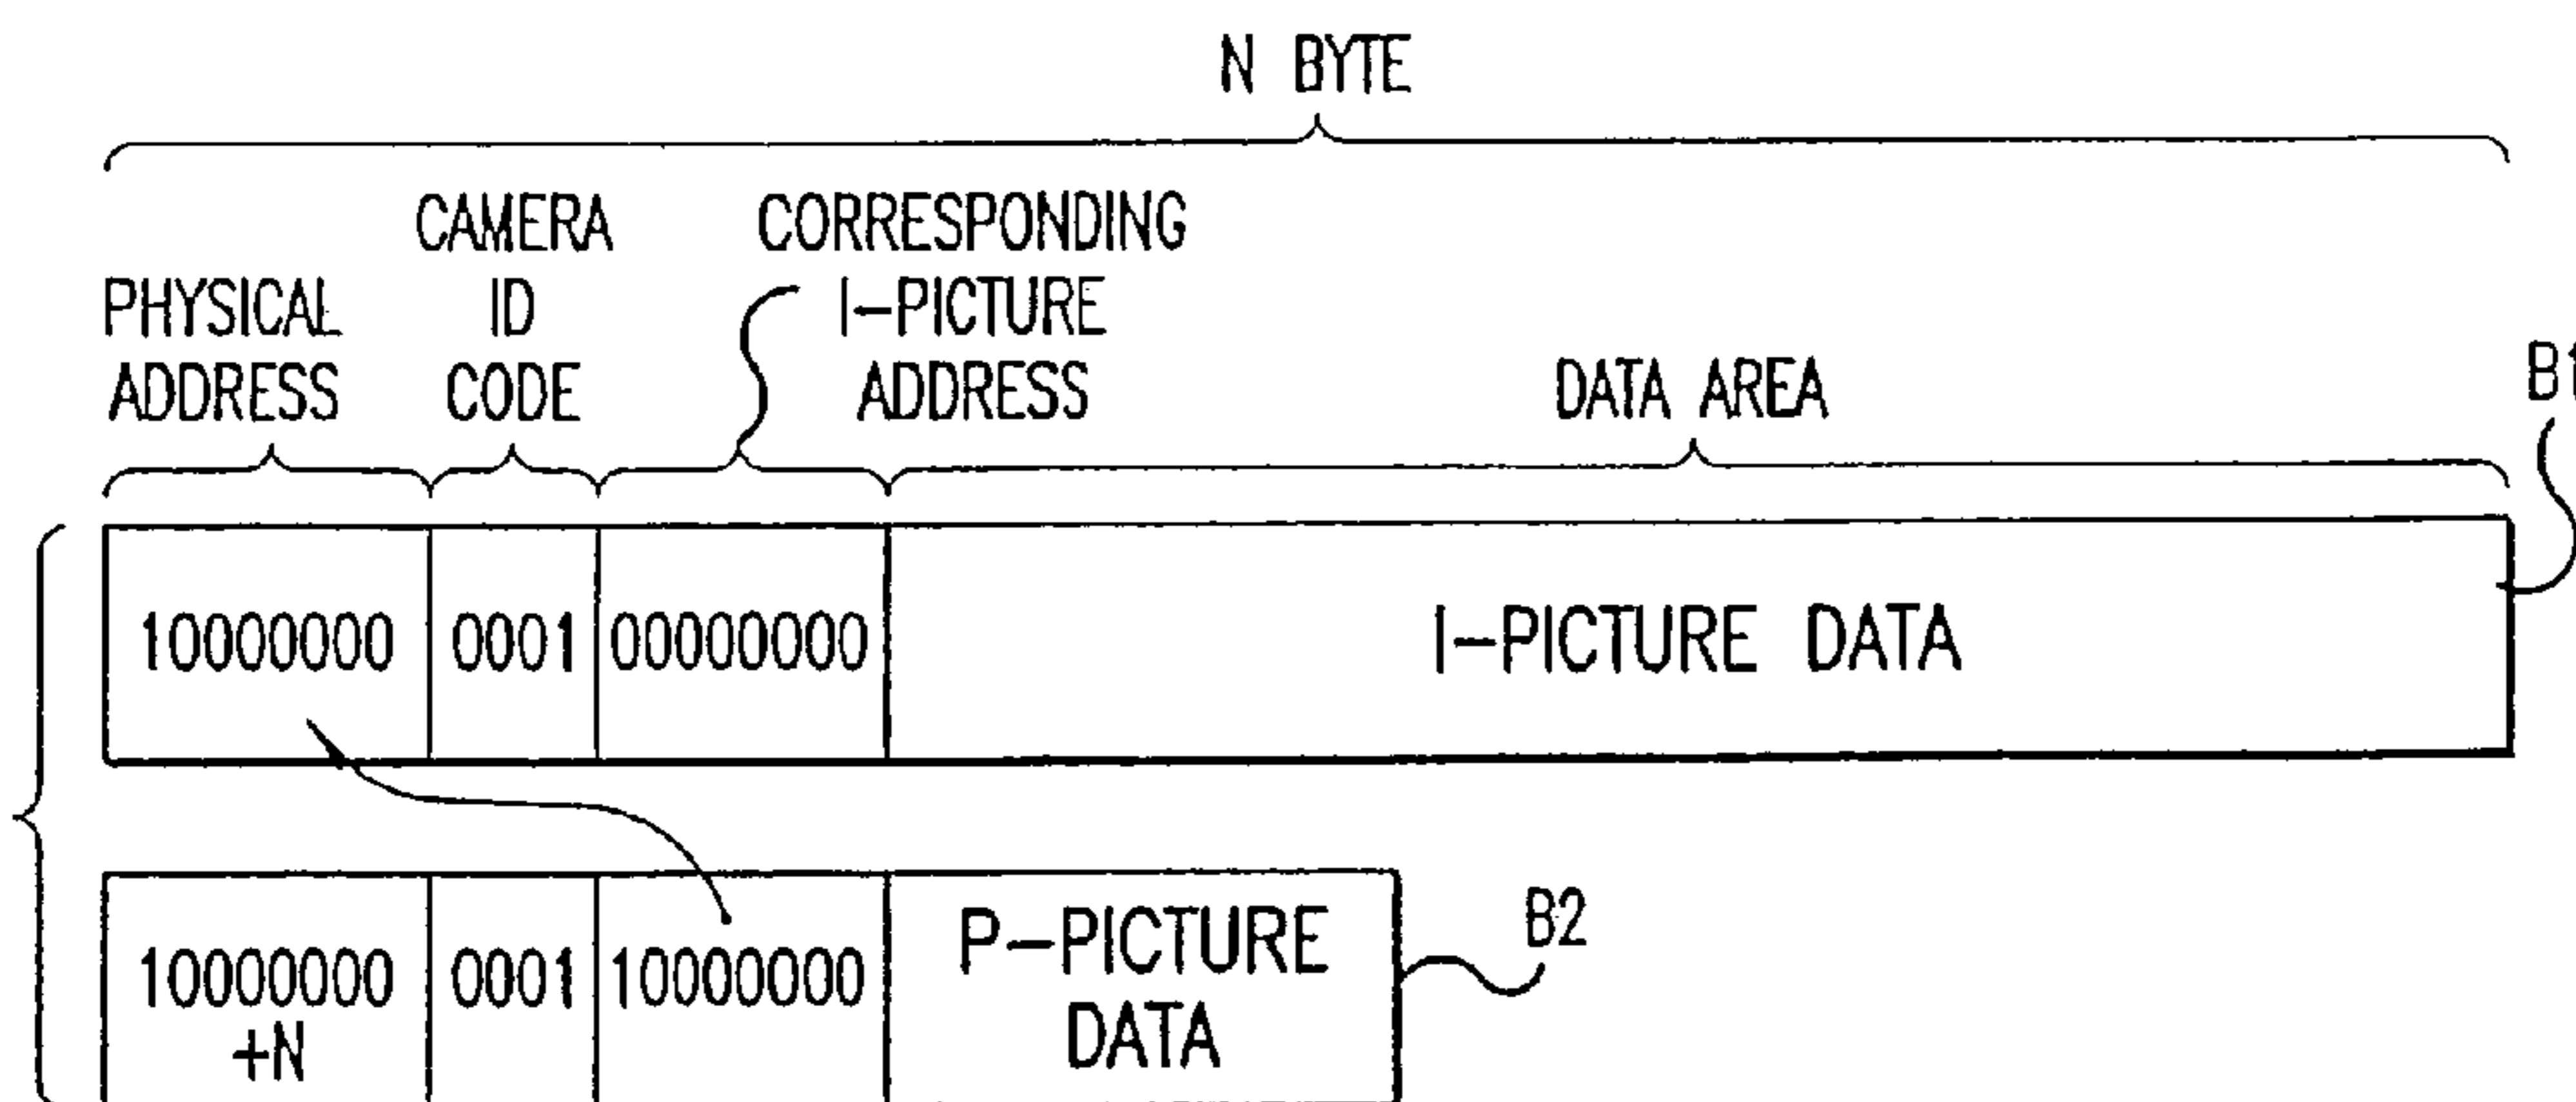 N BYTE
PHYSICAL
ADDRESS
CAMERA
ID
CODE
CORRESPONDING
I-PICTURE
ADDRESS
DATA AREA
B1
10000000
0001
00000000
I-PICTURE DATA
10000000
+N
0001
10000000
P-PICTURE
DATA
B2